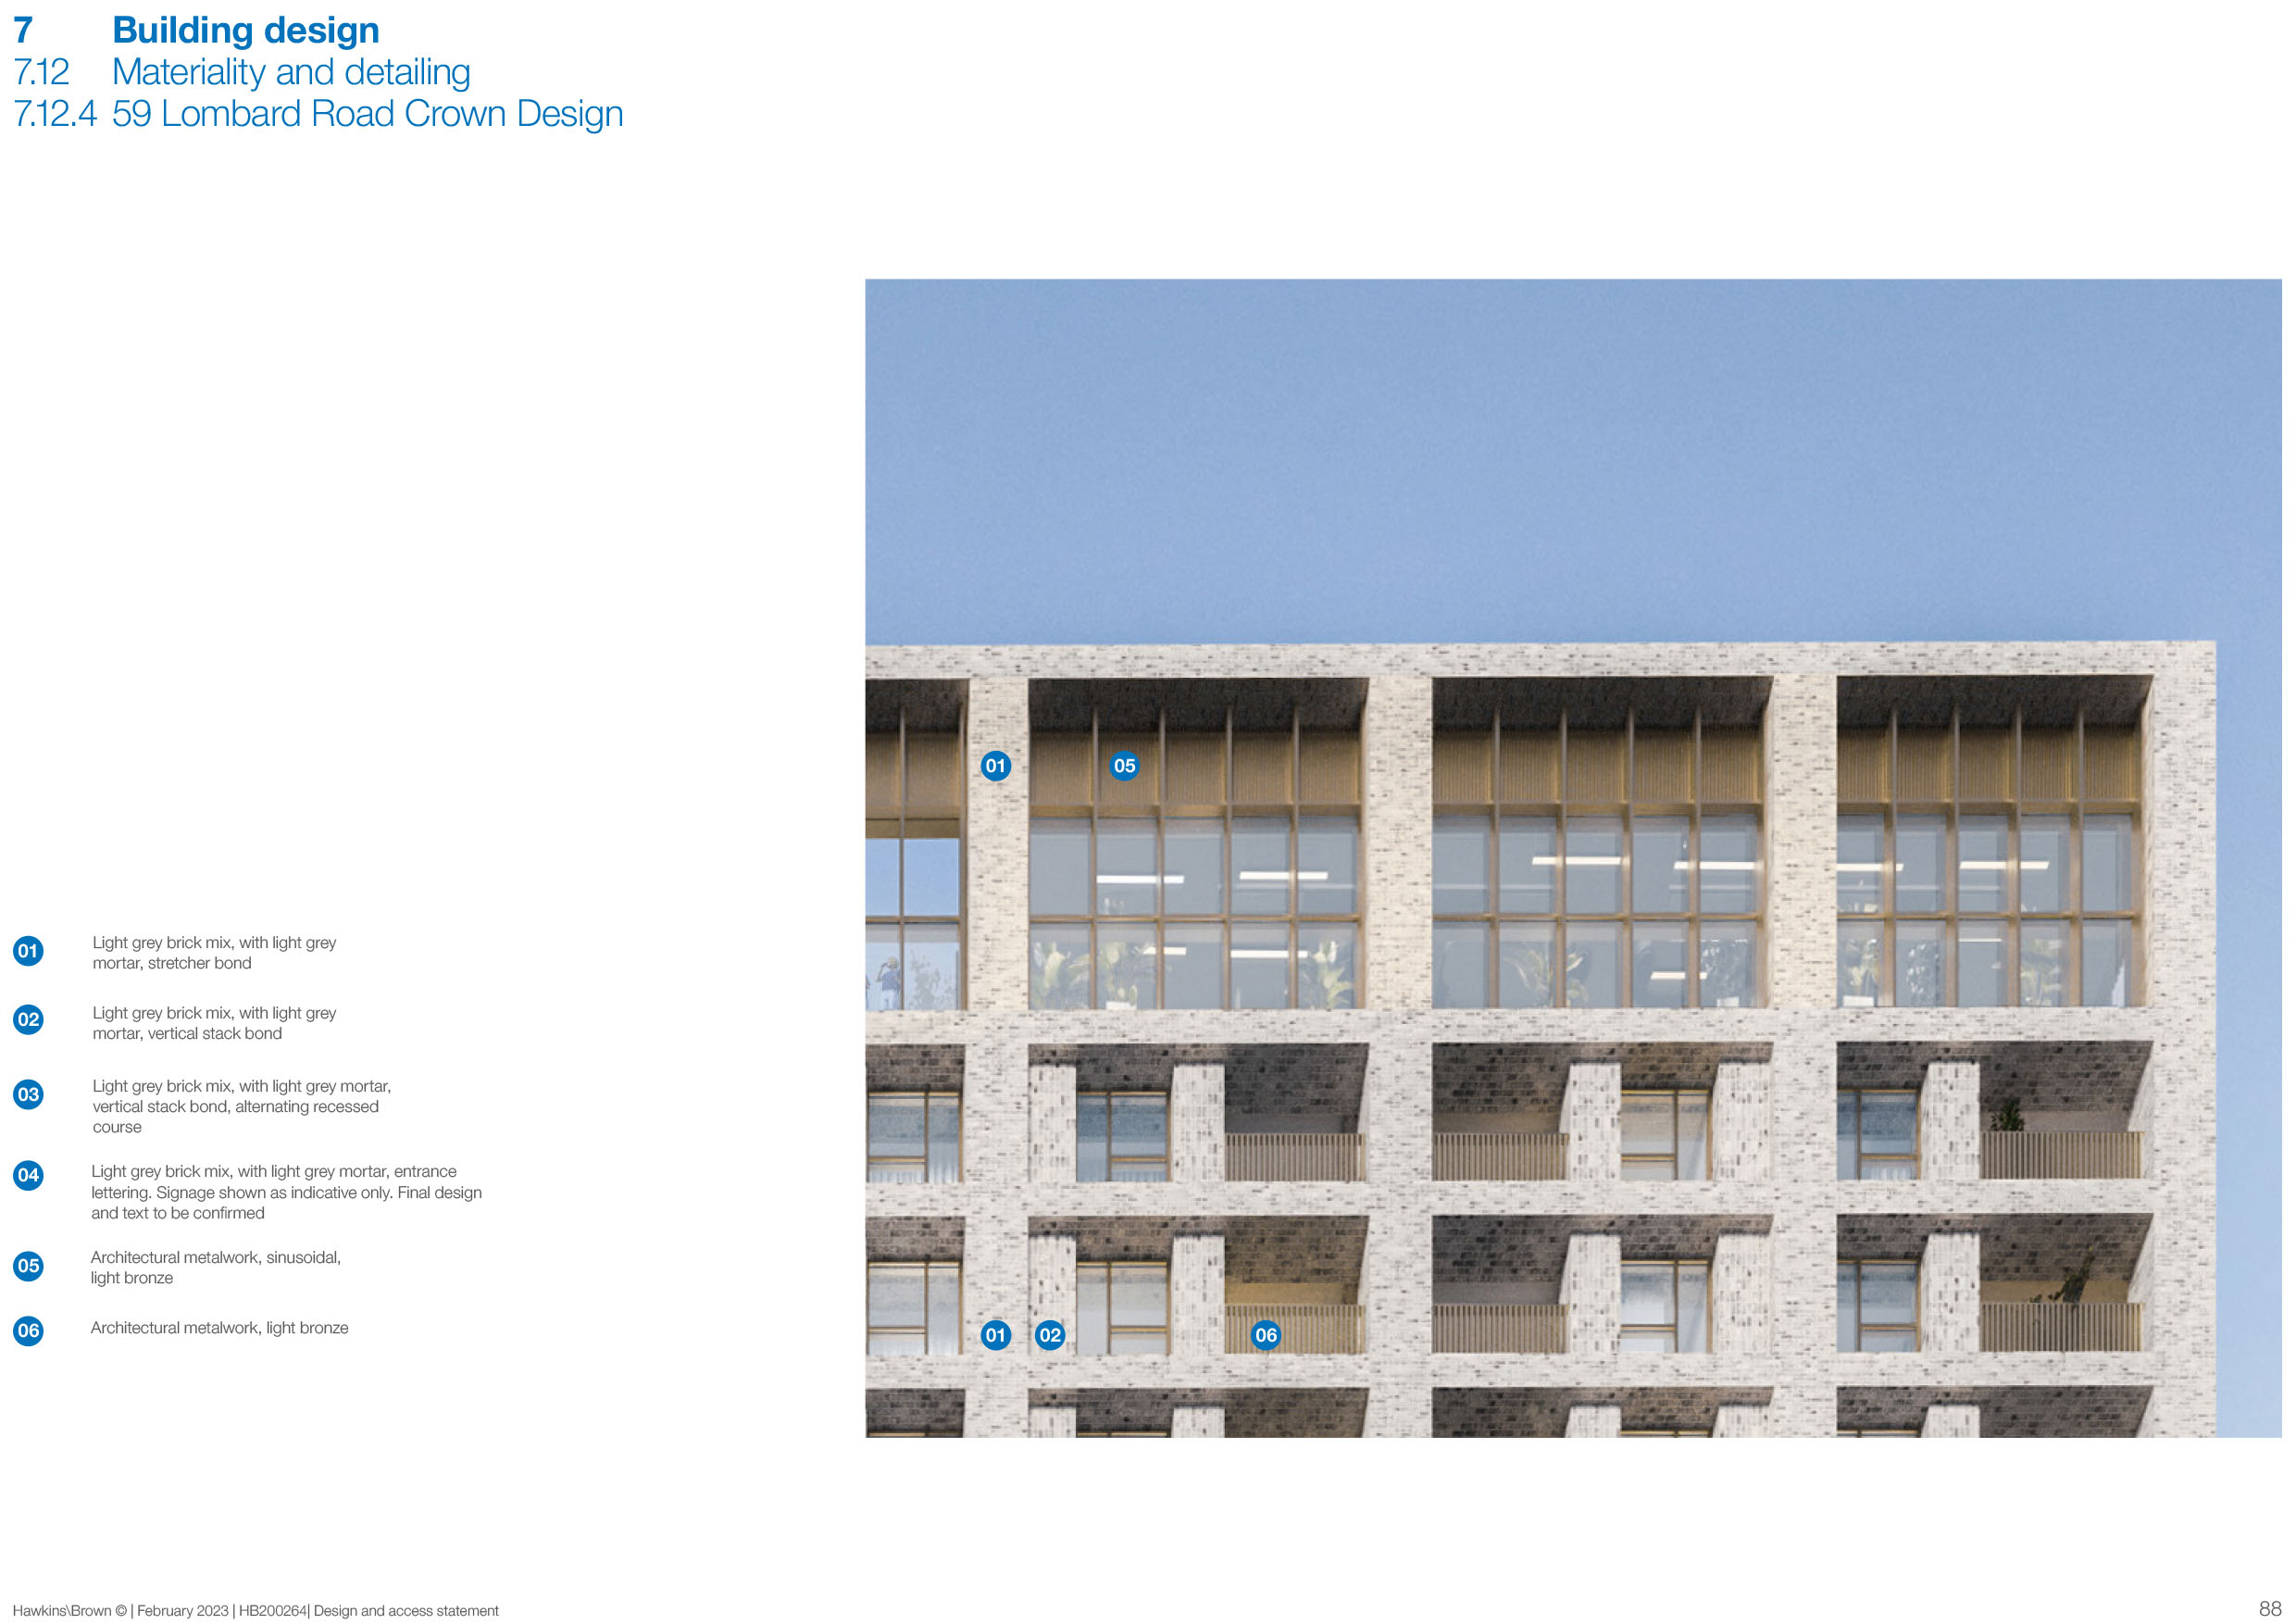 7 Building design
7.12 Materiality and detailing
7.12.4 59 Lombard Road Crown Design
01 05
01 Light grey brick mix, with light grey
mortar, stretcher bond
02 Light grey brick mix, with light grey
mortar, vertical stack bond
03 Light grey brick mix, with light grey mortar,
vertical stack bond, alternating recessed
course
04 Light grey brick mix, with light grey mortar, entrance
lettering. Signage shown as indicative only. Final design
and text to be confirmed
05 Architectural metalwork, sinusoidal,
light bronze
06 Architectural metalwork, light bronze
01 02 06
Hawkins\Brown © | February 2023 | HB200264| Design and access statement
88